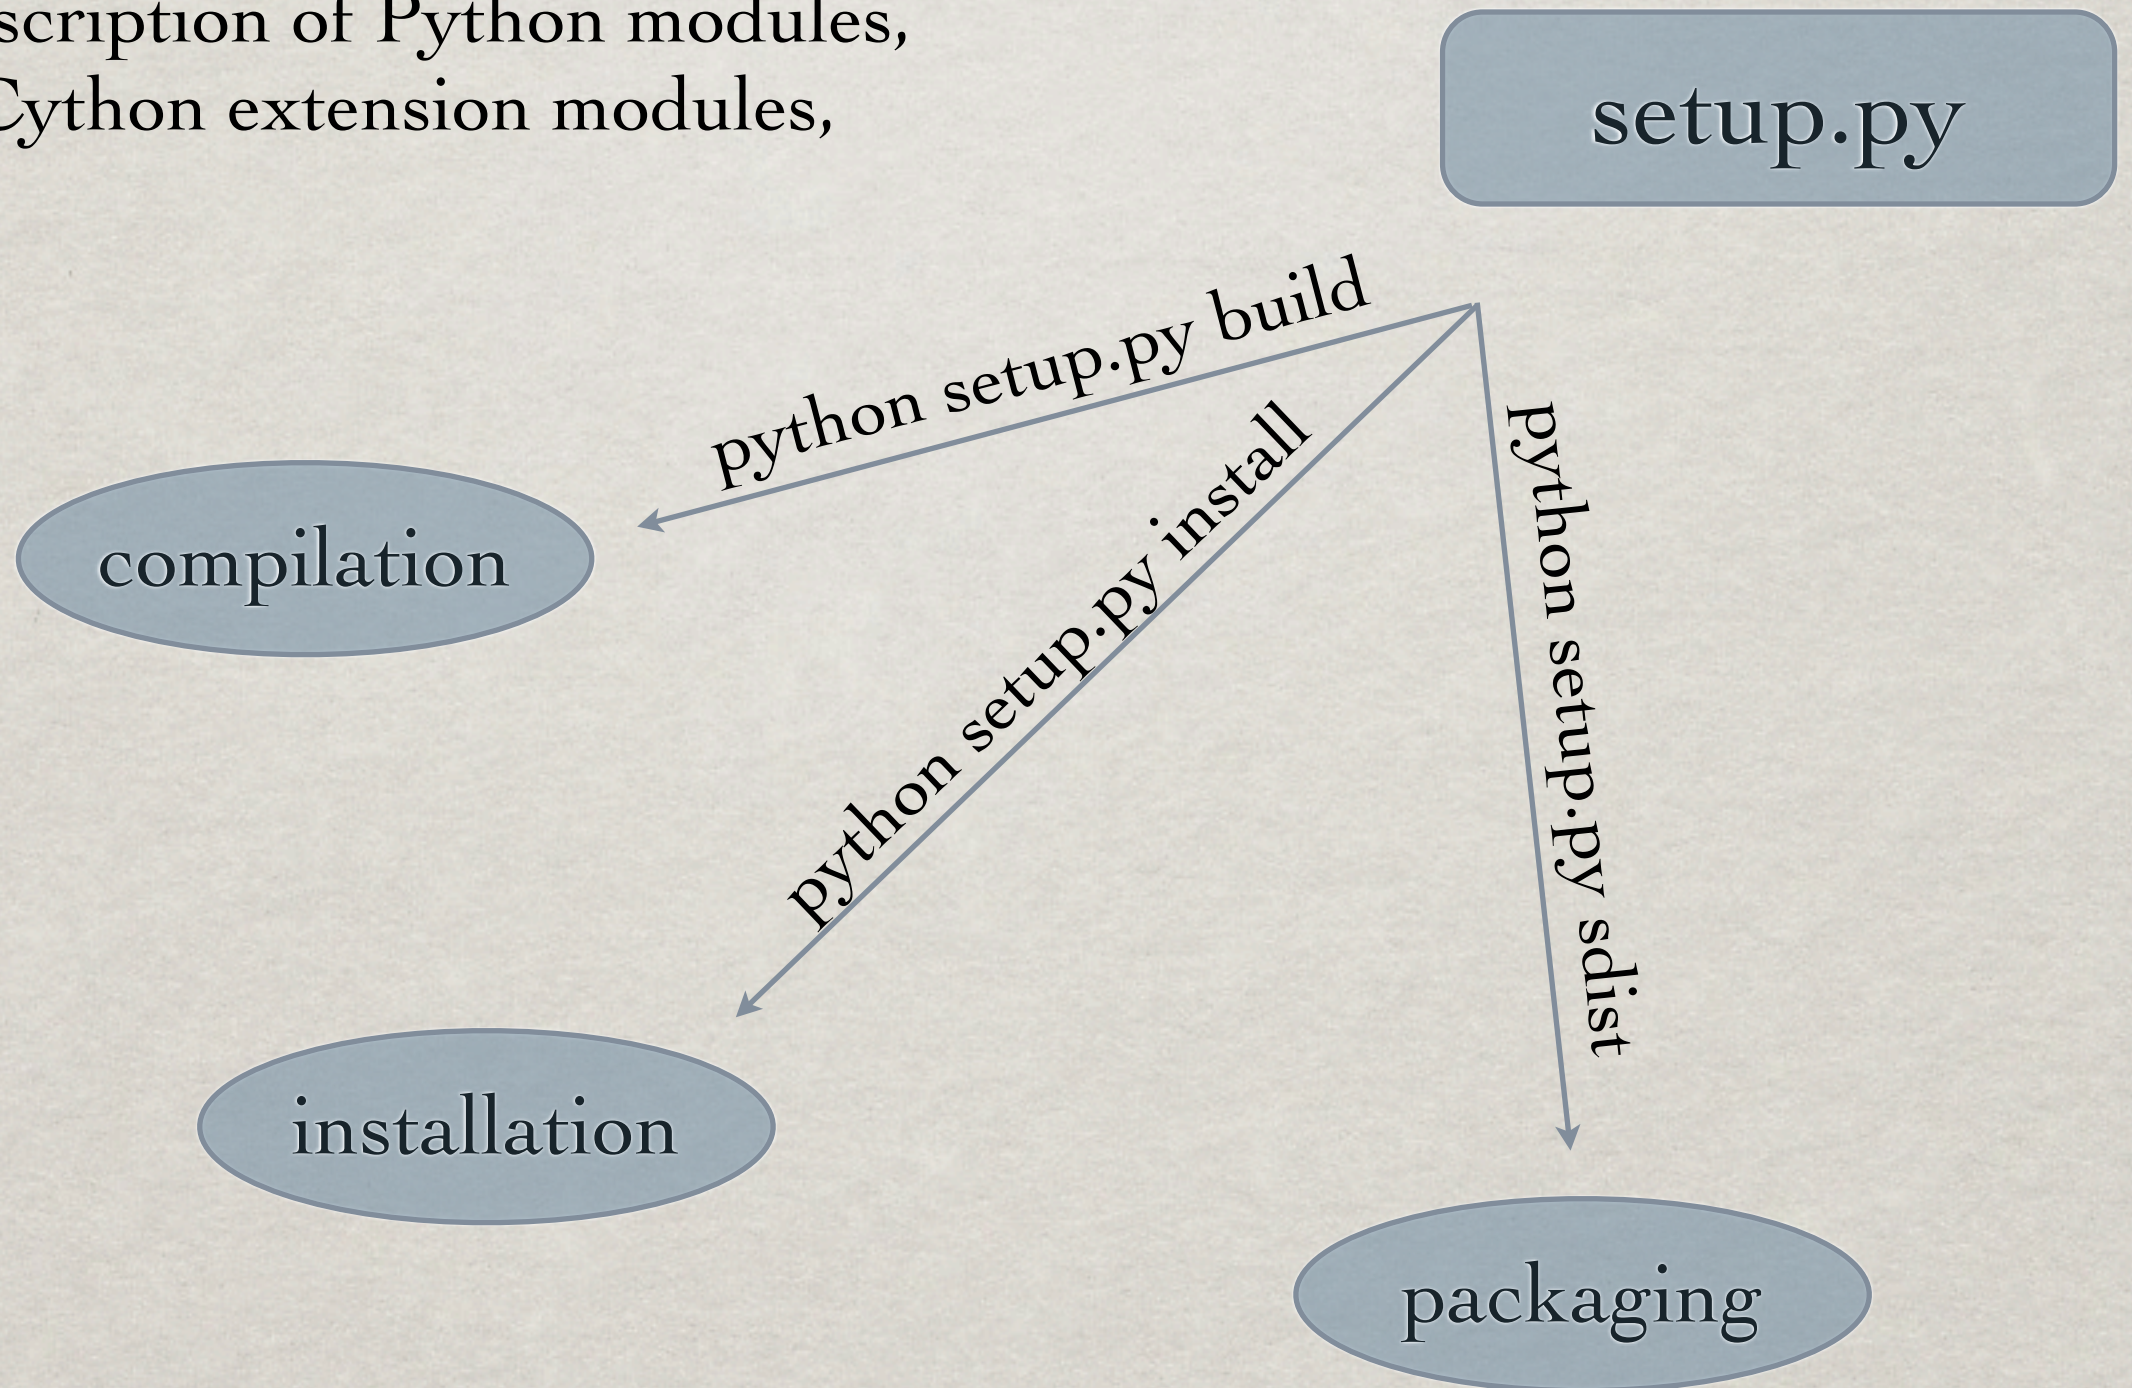 of Python modules,
Cython extension modules,
setup.py
python setup.py build
python setup.py install
python setup.py sdist
compilation
installation
packaging